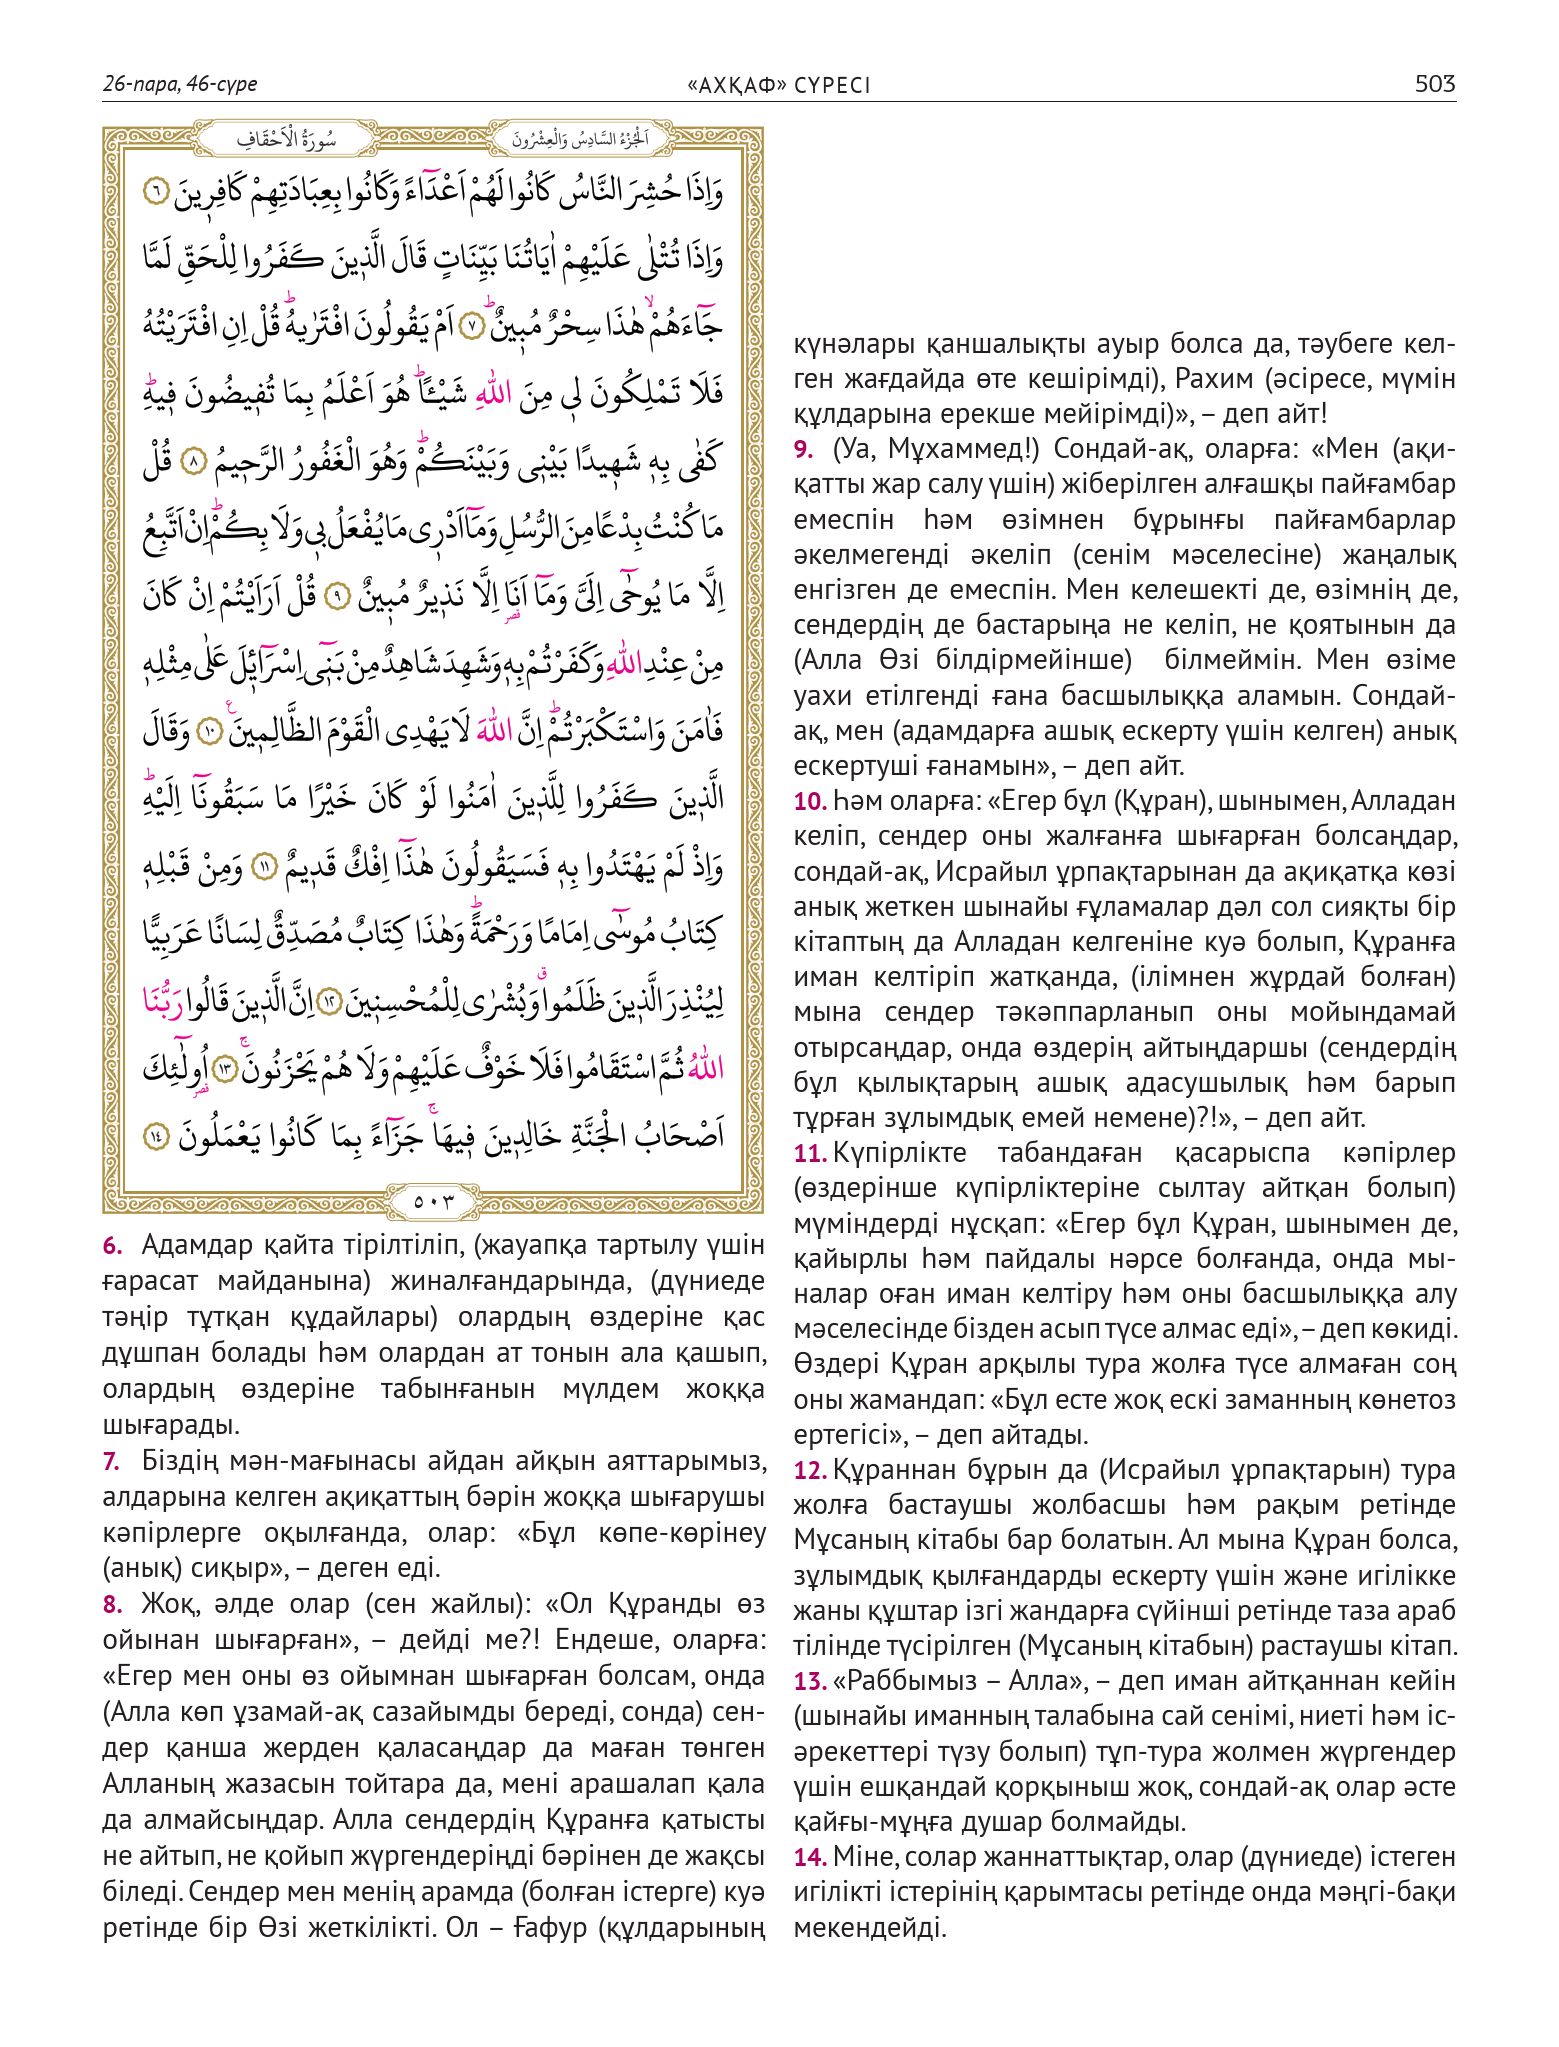 26-пара, 46-сүре
«АХҚАФ» СҮРЕСІ
503
سُورَةُ الْاَحْقَافِ
اَلْجُزْءُ السَّادِسُ وَالْعِشْرُونَ
وَاِذَا حُشِرَ النَّاسُ كَانُوا لَهُمْ اَعْدَٓاءً وَكَانُوا بِعِبَادَتِهِمْ كَافِر۪ينَ ٦
وَاِذَا تُتْلٰى عَلَيْهِمْ اٰيَاتُنَا بَيِّنَاتٍ قَالَ الَّذ۪ينَ كَفَرُوا لِلْحَقِّ لَمَّا
جَٓاءَهُمْۙ هٰذَا سِحْرٌ مُب۪ينٌۜ ٧ اَمْ يَقُولُونَ افْتَرٰيهُۜ قُلْ اِنِ افْتَرَيْتُهُ
فَلَا تَمْلِكُونَ ل۪ي مِنَ اللّٰهِ شَيْـًٔاۜ هُوَ اَعْلَمُ بِمَا تُف۪يضُونَ ف۪يهِۜ
كَفٰى بِه۪ شَه۪يدًا بَيْن۪ي وَبَيْنَكُمْۜ وَهُوَ الْغَفُورُ الرَّح۪يمُ ٨ قُلْ
مَا كُنْتُ بِدْعًا مِنَ الرُّسُلِ وَمَٓا اَدْر۪ي مَا يُفْعَلُ ب۪ي وَلَا بِكُمْۜ اِنْ اَتَّبِعُ
اِلَّا مَا يُوحٰٓى اِلَيَّ وَمَٓا اَنَا۬ اِلَّا نَذ۪يرٌ مُب۪ينٌ ٩ قُلْ اَرَاَيْتُمْ اِنْ كَانَ
مِنْ عِنْدِ اللّٰهِ وَكَفَرْتُمْ بِه۪ وَشَهِدَ شَاهِدٌ مِنْ بَن۪ٓي اِسْرَٓائ۪لَ عَلٰى مِثْلِه۪
فَاٰمَنَ وَاسْتَكْبَرْتُمْۜ اِنَّ اللّٰهَ لَا يَهْدِي الْقَوْمَ الظَّالِم۪ينَ۟ ١٠ وَقَالَ
الَّذ۪ينَ كَفَرُوا لِلَّذ۪ينَ اٰمَنُوا لَوْ كَانَ خَيْرًا مَا سَبَقُونَٓا اِلَيْهِۜ
وَاِذْ لَمْ يَهْتَدُوا بِه۪ فَسَيَقُولُونَ هٰذَٓا اِفْكٌ قَد۪يمٌ ١١ وَمِنْ قَبْلِه۪
كِتَابُ مُوسٰٓى اِمَامًا وَرَحْمَةًۜ وَهٰذَا كِتَابٌ مُصَدِّقٌ لِسَانًا عَرَبِيًّا
لِيُنْذِرَ الَّذ۪ينَ ظَلَمُواۗ وَبُشْرٰى لِلْمُحْسِن۪ينَ ١٢ اِنَّ الَّذ۪ينَ قَالُوا رَبُّنَا
اللّٰهُ ثُمَّ اسْتَقَامُوا فَلَا خَوْفٌ عَلَيْهِمْ وَلَا هُمْ يَحْزَنُونَۚ ١٣ اُو۬لٰٓئِكَ
اَصْحَابُ الْجَنَّةِ خَالِد۪ينَ ف۪يهَاۚ جَزَٓاءً بِمَا كَانُوا يَعْمَلُونَ ١٤
٥٠٣
6. Адамдар қайта тірілтіліп, (жауапқа тартылу үшін
ғарасат майданына) жиналғандарында, (дүниеде
тәңір тұтқан құдайлары) олардың өздеріне қас
дұшпан болады һәм олардан ат тонын ала қашып,
олардың өздеріне табынғанын мүлдем жоққа
шығарады.
7. Біздің мән-мағынасы айдан айқын аяттарымыз,
алдарына келген ақиқаттың бәрін жоққа шығарушы
кәпірлерге оқылғанда, олар: «Бұл көпе-көрінеу
(анық) сиқыр», – деген еді.
8. Жоқ, әлде олар (сен жайлы): «Ол Құранды өз
ойынан шығарған», – дейді ме?! Ендеше, оларға:
«Егер мен оны өз ойымнан шығарған болсам, онда
(Алла көп ұзамай-ақ сазайымды береді, сонда) сен-
дер қанша жерден қаласаңдар да маған төнген
Алланың жазасын тойтара да, мені арашалап қала
да алмайсыңдар. Алла сендердің Құранға қатысты
не айтып, не қойып жүргендеріңді бәрінен де жақсы
біледі. Сендер мен менің арамда (болған істерге) куә
ретінде бір Өзі жеткілікті. Ол – Ғафур (құлдарының
күнәлары қаншалықты ауыр болса да, тәубеге кел-
ген жағдайда өте кешірімді), Рахим (әсіресе, мүмін
құлдарына ерекше мейірімді)», – деп айт!
9. (Уа, Мұхаммед!) Сондай-ақ, оларға: «Мен (ақи-
қатты жар салу үшін) жіберілген алғашқы пайғамбар
емеспін һәм өзімнен бұрынғы пайғамбарлар
әкелмегенді әкеліп (сенім мәселесіне) жаңалық
енгізген де емеспін. Мен келешекті де, өзімнің де,
сендердің де бастарыңа не келіп, не қоятынын да
(Алла Өзі білдірмейінше) білмеймін. Мен өзіме
уахи етілгенді ғана басшылыққа аламын. Сондай-
ақ, мен (адамдарға ашық ескерту үшін келген) анық
ескертуші ғанамын», – деп айт.
10. Һәм оларға: «Егер бұл (Құран), шынымен, Алладан
келіп, сендер оны жалғанға шығарған болсаңдар,
сондай-ақ, Исрайыл ұрпақтарынан да ақиқатқа көзі
анық жеткен шынайы ғұламалар дәл сол сияқты бір
кітаптың да Алладан келгеніне куә болып, Құранға
иман келтіріп жатқанда, (ілімнен жұрдай болған)
мына сендер тәкәппарланып оны мойындамай
отырсаңдар, онда өздерің айтыңдаршы (сендердің
бұл қылықтарың ашық адасушылық һәм барып
тұрған зұлымдық емей немене)?!», – деп айт.
11. Күпірлікте табандаған қасарыспа кәпірлер
(өздерінше күпірліктеріне сылтау айтқан болып)
мүміндерді нұсқап: «Егер бұл Құран, шынымен де,
қайырлы һәм пайдалы нәрсе болғанда, онда мы-
налар оған иман келтіру һәм оны басшылыққа алу
мәселесінде бізден асып түсе алмас еді», – деп көкиді.
Өздері Құран арқылы тура жолға түсе алмаған соң
оны жамандап: «Бұл есте жоқ ескі заманның көнетоз
ертегісі», – деп айтады.
12. Құраннан бұрын да (Исрайыл ұрпақтарын) тура
жолға бастаушы жолбасшы һәм рақым ретінде
Мұсаның кітабы бар болатын. Ал мына Құран болса,
зұлымдық қылғандарды ескерту үшін және игілікке
жаны құштар ізгі жандарға сүйінші ретінде таза араб
тілінде түсірілген (Мұсаның кітабын) растаушы кітап.
13. «Раббымыз – Алла», – деп иман айтқаннан кейін
(шынайы иманның талабына сай сенімі, ниеті һәм іс-
әрекеттері түзу болып) тұп-тура жолмен жүргендер
үшін ешқандай қорқыныш жоқ, сондай-ақ олар әсте
қайғы-мұңға душар болмайды.
14. Міне, солар жаннаттықтар, олар (дүниеде) істеген
игілікті істерінің қарымтасы ретінде онда мәңгі-бақи
мекендейді.